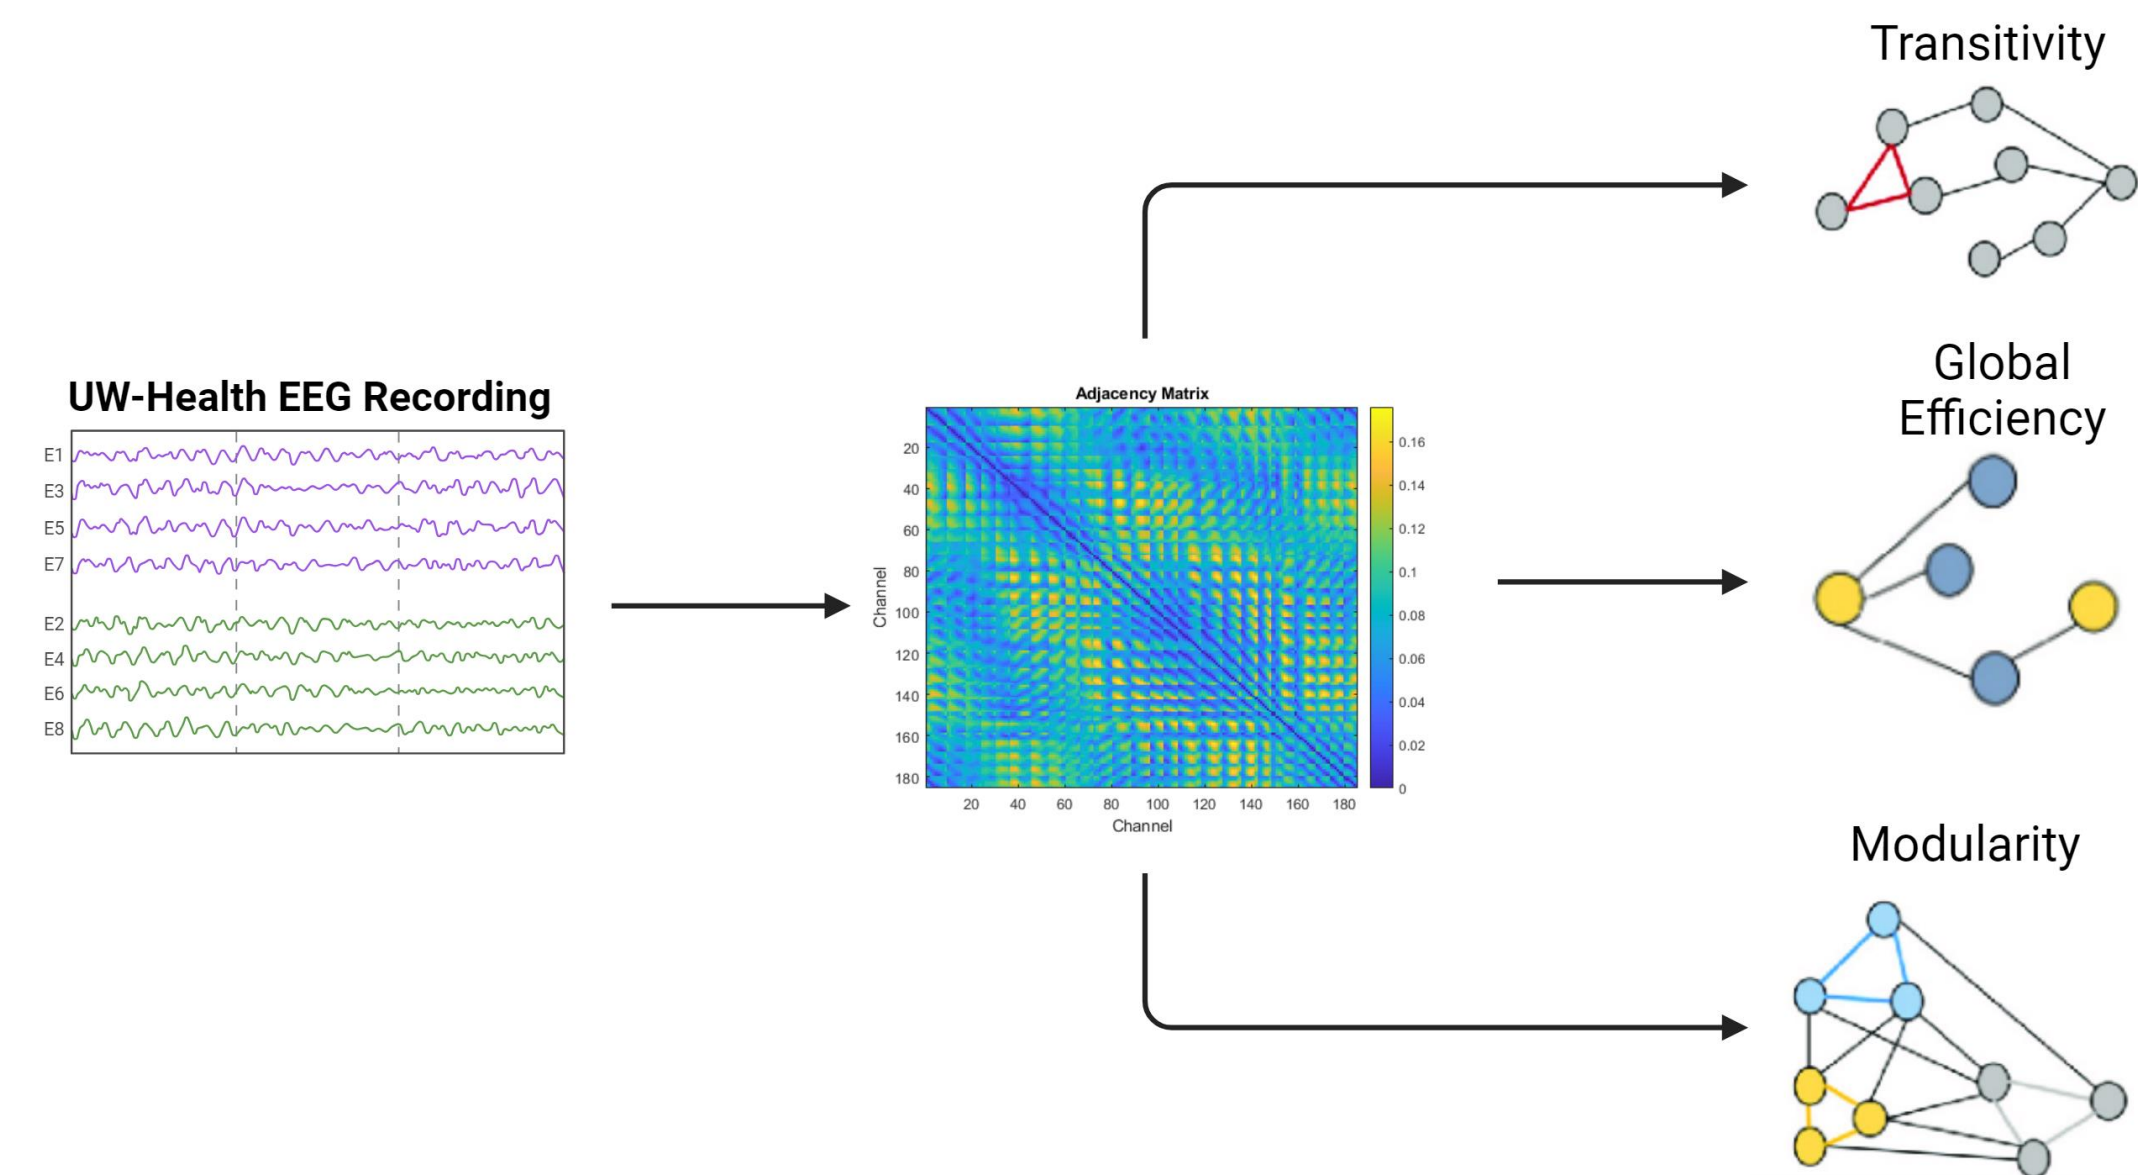 Transitivity
Global
Efficiency
UW-Health EEG Recording
E1
E3
E5
E7
E2
E4
E6
E8
Adjacency Matrix
Channel
20
40
60
80
100
120
140
160
180
20 40 60 80 100 120 140 160 180
Channel
0.16
0.14
0.12
0.1
0.08
0.06
0.04
0.02
0
Modularity